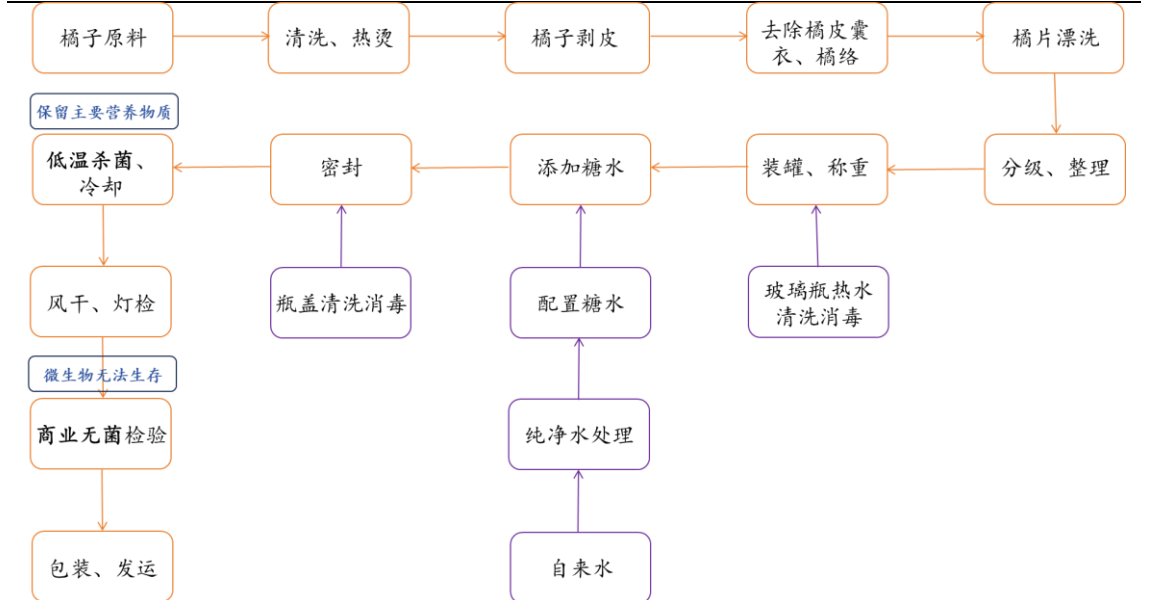 橘子原料
清洗、热烫
橘子剥皮
去除橘皮囊
衣、橘络
橘片漂洗
保留主要营养物质
低温杀菌、
冷却
密封
添加糖水
装罐、称重
分级、整理
风干、灯检
瓶盖清洗消毒
配置糖水
玻璃瓶热水
清洗消毒
微生物无法生存
商业无菌检验
纯净水处理
包装、发运
自来水